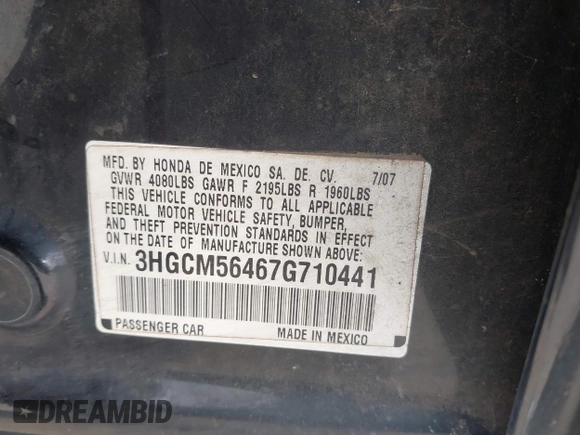 MFD. BY HONDA DE MEXICO SA. DE. CV. 7/07
GVWR 4080LBS GAWR F 2195LBS R 1960LBS
THIS VEHICLE CONFORMS TO ALL APPLICABLE
FEDERAL MOTOR VEHICLE SAFETY, BUMPER,
AND THEFT PREVENTION STANDARDS IN EFFECT
ON THE DATE OF MANUFACTURE SHOWN ABOVE:
V.I.N. 3HGCM56467G710441
PASSENGER CAR MADE IN MEXICO
DREAMBID